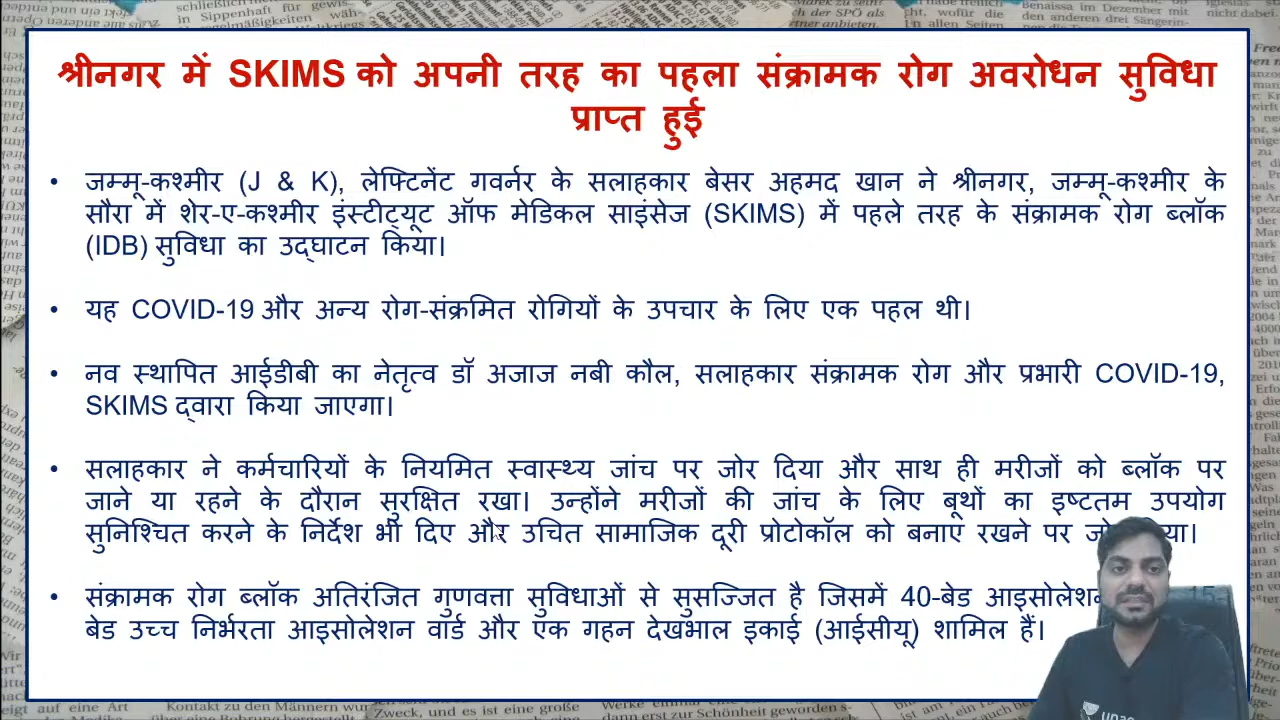 श्रीनगर में SKIMS को अपनी तरह का पहला संक्रामक रोग अवरोधन सुविधा
प्राप्त हुई
• जम्मू-कश्मीर (J & K), लेफ्टिनेंट गवर्नर के सलाहकार बेसर अहमद खान ने श्रीनगर, जम्मू-कश्मीर के
सौरा में शेर-ए-कश्मीर इंस्टीट्यूट ऑफ मेडिकल साइंसेज (SKIMS) में पहले तरह के संक्रामक रोग ब्लॉक
(IDB) सुविधा का उद्घाटन किया।
• यह COVID-19 और अन्य रोग-संक्रमित रोगियों के उपचार के लिए एक पहल थी।
• नव स्थापित आईडीबी का नेतृत्व डॉ अजाज नबी कौल, सलाहकार संक्रामक रोग और प्रभारी COVID-19,
SKIMS द्वारा किया जाएगा।
• सलाहकार ने कर्मचारियों के नियमित स्वास्थ्य जांच पर जोर दिया और साथ ही मरीजों को ब्लॉक पर
जाने या रहने के दौरान सुरक्षित रखा। उन्होंने मरीजों की जांच के लिए बूथों का इष्टतम उपयोग
सुनिश्चित करने के निर्देश भी दिए और उचित सामाजिक दूरी प्रोटोकॉल को बनाए रखने पर
• संक्रामक रोग ब्लॉक अतिरंजित गुणवत्ता सुविधाओं से सुसज्जित है जिसमें 40-बेड आइसोलेशन
बेड उच्च निर्भरता आइसोलेशन वार्ड और एक गहन देखभाल इकाई (आईसीयू) शामिल हैं।